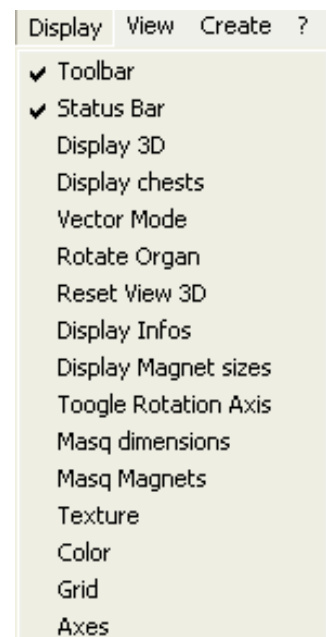 Display View Create ?
Toolbar
Status Bar
Display 3D
Display chests
Vector Mode
Rotate Organ
Reset View 3D
Display Infos
Display Magnet sizes
Toogle Rotation Axis
Masq dimensions
Masq Magnets
Texture
Color
Grid
Axes